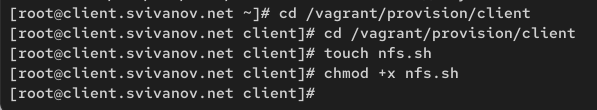 [root@client.svivanov.net ~]# cd /vagrant/provision/client
[root@client.svivanov.net client]# cd /vagrant/provision/client
[root@client.svivanov.net client]# touch nfs.sh
[root@client.svivanov.net client]# chmod +x nfs.sh
[root@client.svivanov.net client]#